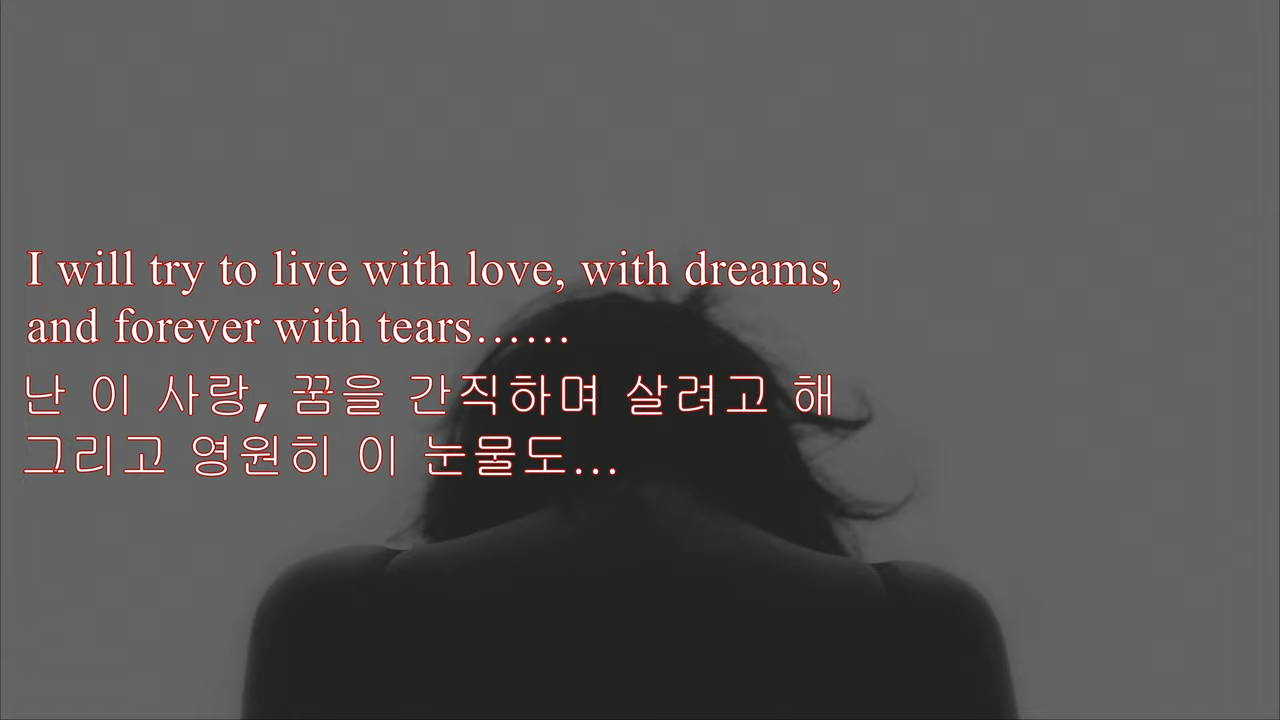 I will try to live with love, with dreams,
and forever with tears……
난 이 사랑, 꿈을 간직하며 살려고 해
그리고 영원히 이 눈물도...